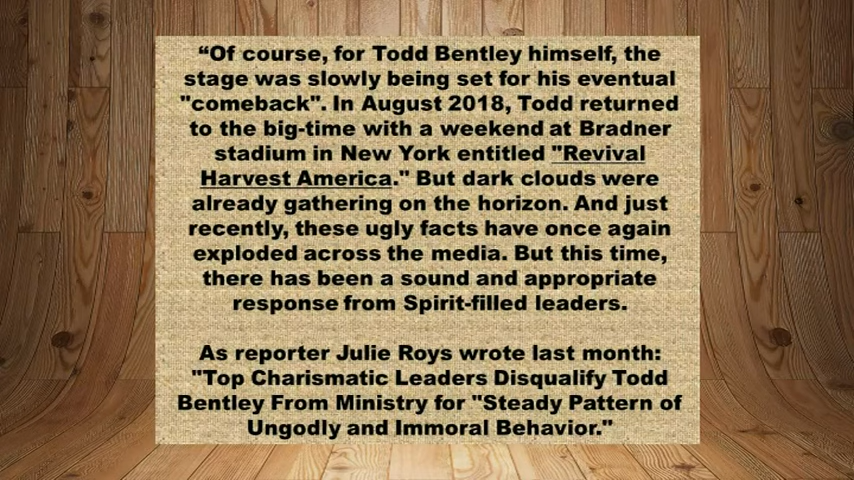 “Of course, for Todd Bentley himself, the
stage was slowly being set for his eventual
"comeback". In August 2018, Todd returned
to the big-time with a weekend at Bradner
stadium in New York entitled "Revival
Harvest America." But dark clouds were
already gathering on the horizon. And just
recently, these ugly facts have once again
exploded across the media. But this time,
there has been a sound and appropriate
response from Spirit-filled leaders.
As reporter Julie Roys wrote last month:
"Top Charismatic Leaders Disqualify Todd
Bentley From Ministry for "Steady Pattern of
Ungodly and Immoral Behavior."